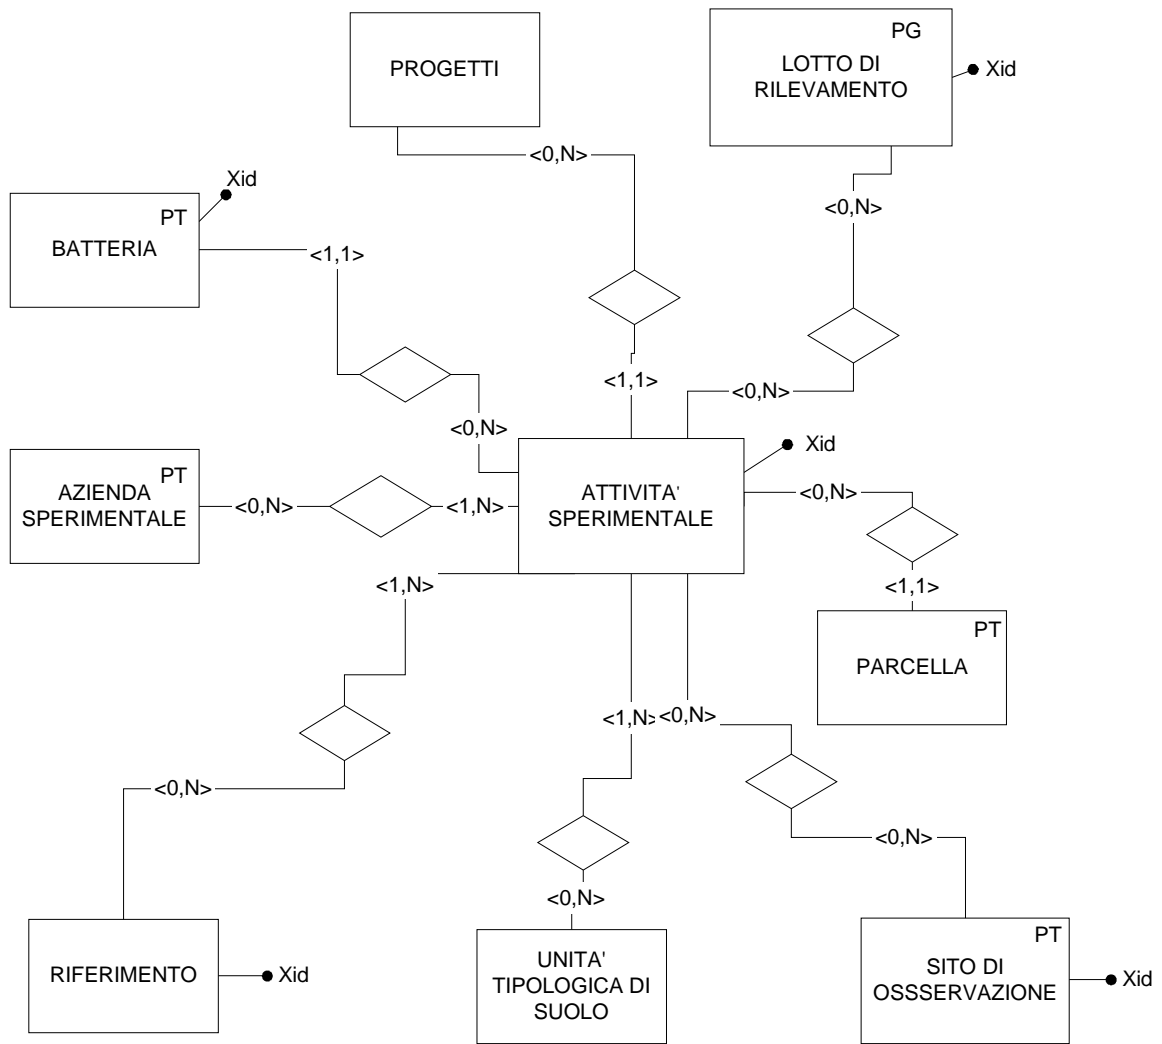 PROGETTI
PG
LOTTO DI
RILEVAMENTO
Xid
<0,N>
<0,N>
Xid
PT
BATTERIA
<1,1>
<1,1>
<0,N>
<0,N>
Xid
PT
AZIENDA
SPERIMENTALE
<0,N>
<1,N>
ATTIVITA'
SPERIMENTALE
<0,N>
<1,N>
<1,1>
PT
PARCELLA
<1,N>
<0,N>
<0,N>
<0,N>
<0,N>
PT
RIFERIMENTO
Xid
UNITA'
TIPOLOGICA DI
SUOLO
SITO DI
OSSSERVAZIONE
Xid